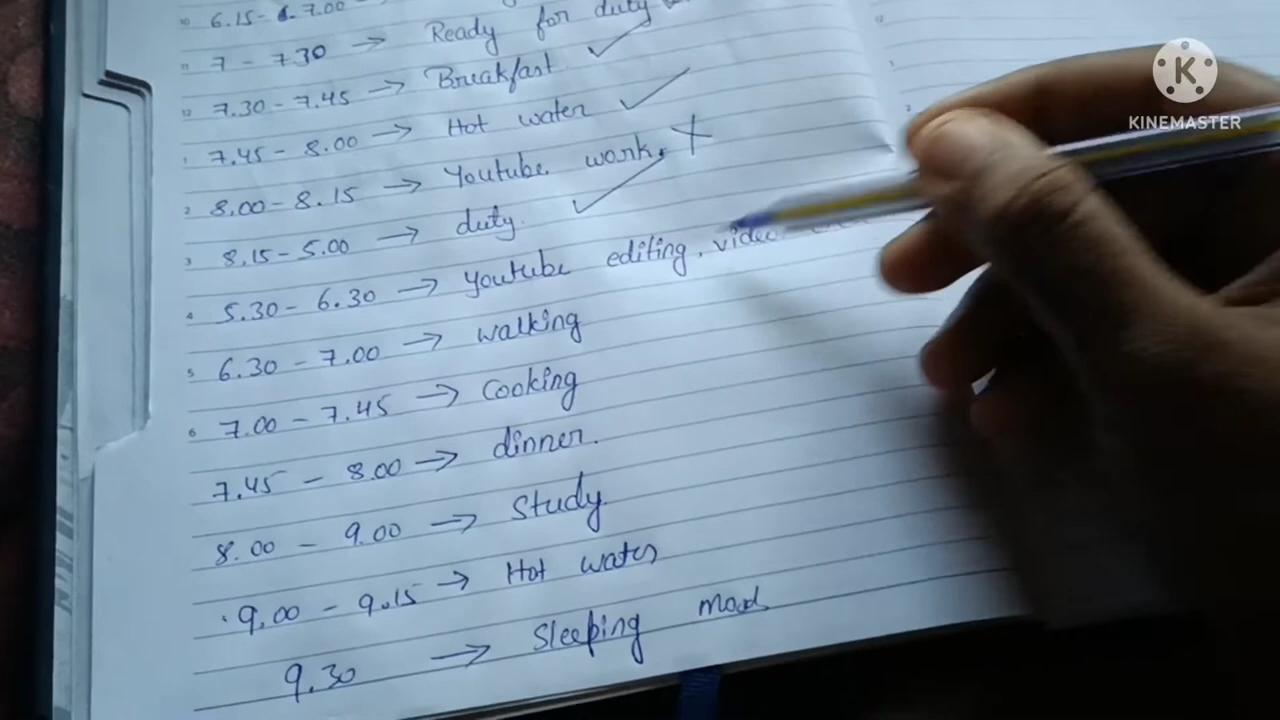 6.15 - 7.00
7 - 7.30 → Ready for duty
7.30 - 7.45 → Breakfast ✓
7.45 - 8.00 → Hot water ✓
8.00 - 8.15 → Youtube work. X
8.15 - 5.00 → duty. ✓
5.30 - 6.30 → Youtube editing, video
6.30 - 7.00 → walking
7.00 - 7.45 → Cooking
7.45 - 8.00 → dinner.
8.00 - 9.00 → Study
9.00 - 9.15 → Hot water
9.30 → Sleeping mood
K
KINEMASTER